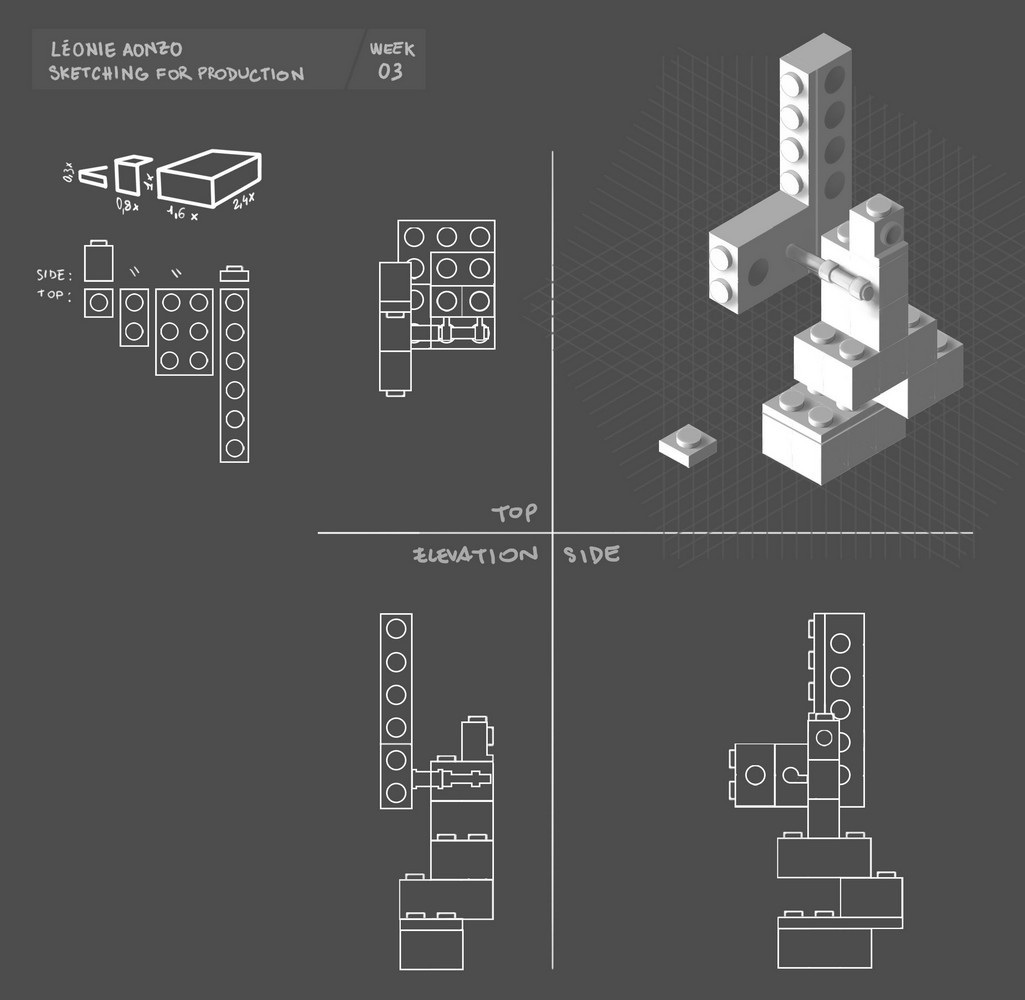 LÉONIE AONZO
SKETCHING FOR PRODUCTION
WEEK
03
0,3x
0,8x
1x
1,6 x
2,4x
SIDE: " "
TOP:
TOP
ELEVATION
SIDE